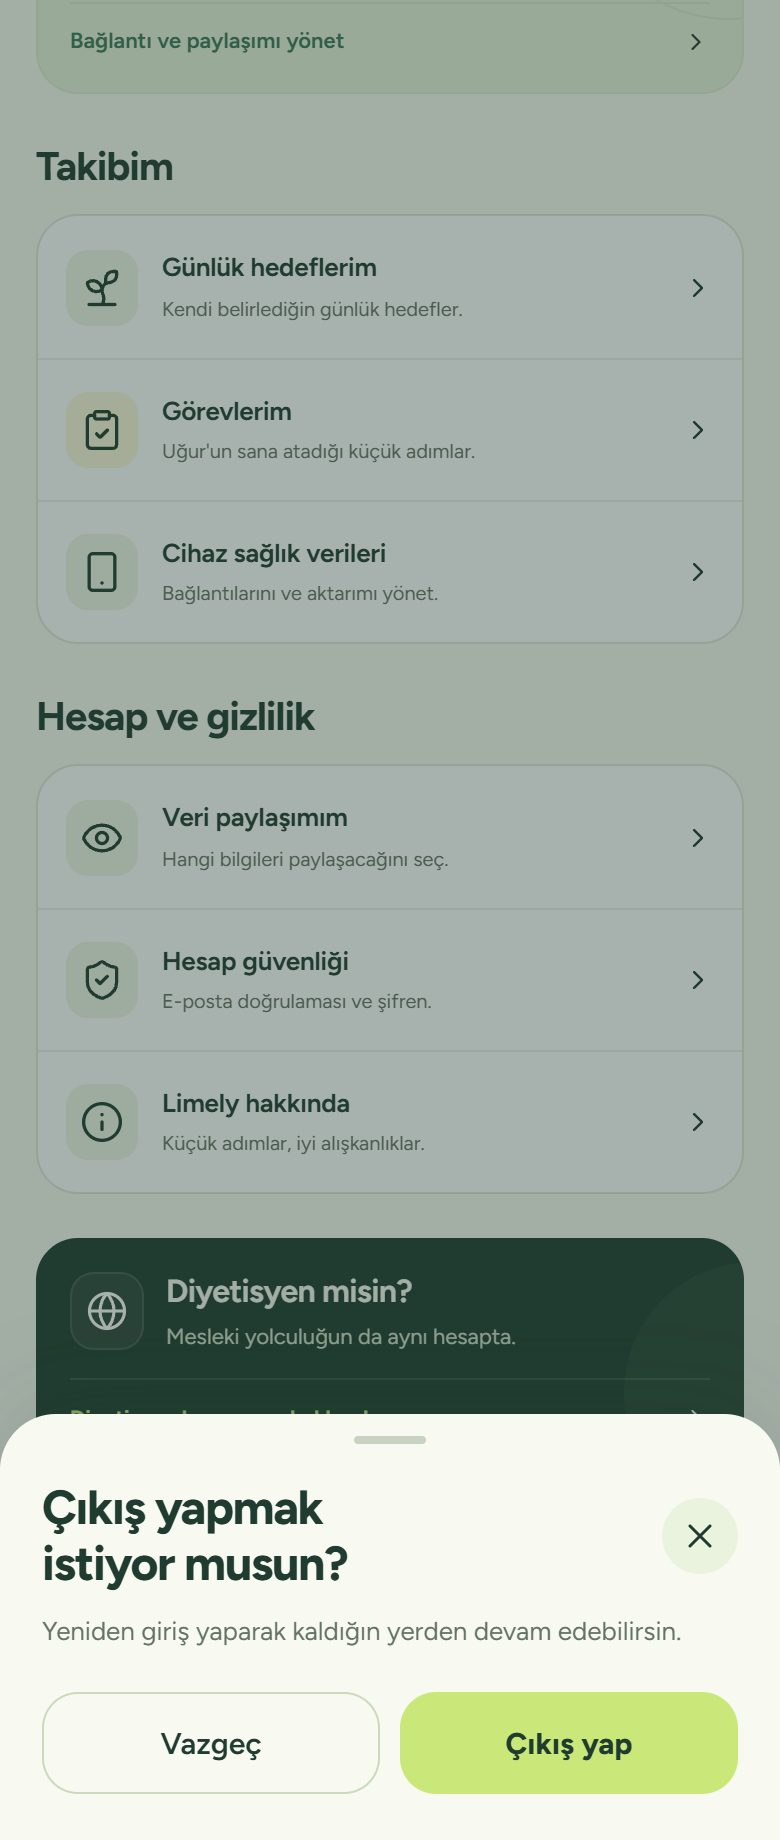 Bağlantı ve paylaşımı yönet
Takibim
Günlük hedeflerim
Kendi belirlediğin günlük hedefler.
Görevlerim
Uğur'un sana atadığı küçük adımlar.
Cihaz sağlık verileri
Bağlantılarını ve aktarımı yönet.
Hesap ve gizlilik
Veri paylaşımım
Hangi bilgileri paylaşacağını seç.
Hesap güvenliği
E-posta doğrulaması ve şifren.
Limely hakkında
Küçük adımlar, iyi alışkanlıklar.
Diyetisyen misin?
Mesleki yolculuğun da aynı hesapta.
Çıkış yapmak
istiyor musun?
Yeniden giriş yaparak kaldığın yerden devam edebilirsin.
Vazgeç
Çıkış yap